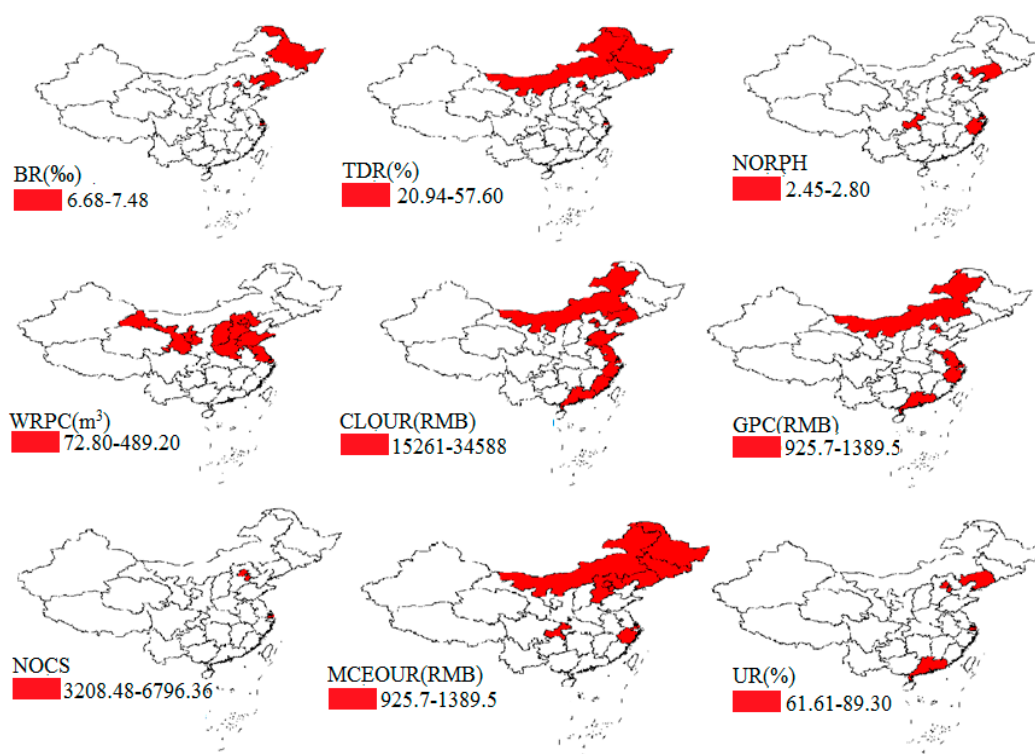 BR(‰)
6.68-7.48
TDR(%)
20.94-57.60
NORPH
2.45-2.80
WRPC(m³)
72.80-489.20
CLOUR(RMB)
15261-34588
GPC(RMB)
925.7-1389.5
NOCS
3208.48-6796.36
MCEOUR(RMB)
925.7-1389.5
UR(%)
61.61-89.30